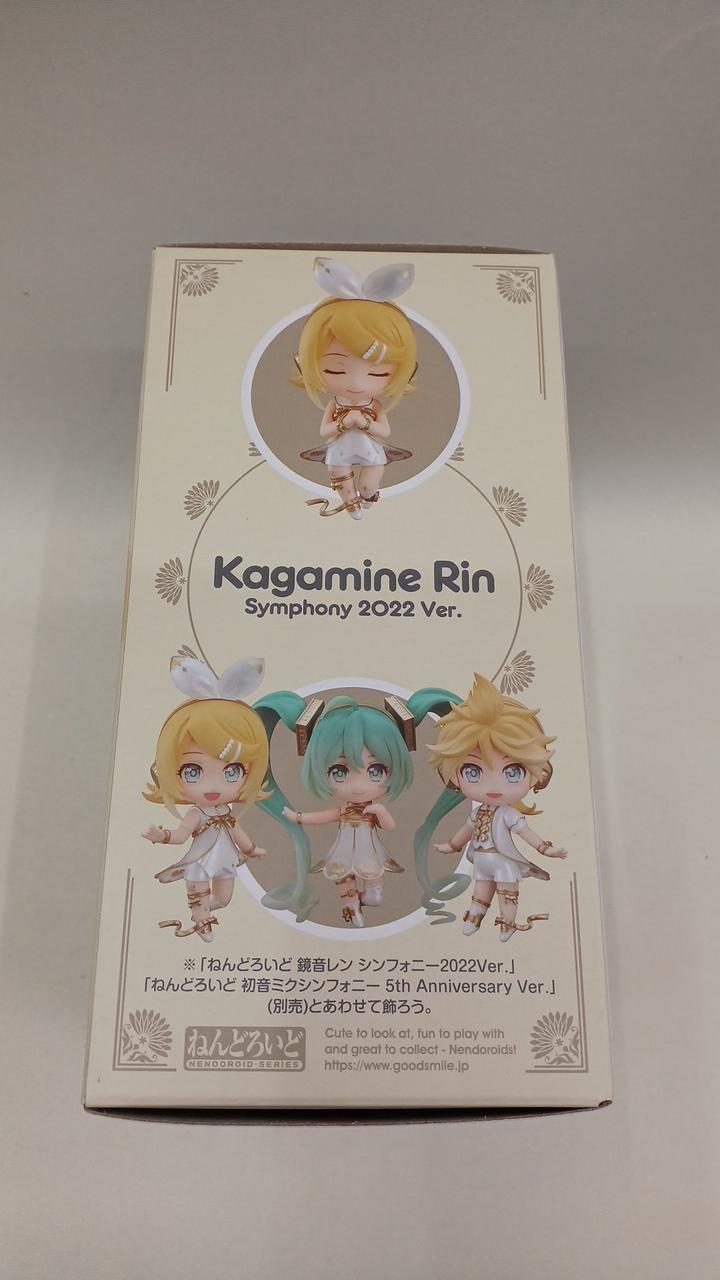 Kagamine Rin
Symphony 2022 Ver.
※「ねんどろいど 鏡音レン シンフォニー2022Ver.」
「ねんどろいど 初音ミクシンフォニー 5th Anniversary Ver.」
(別売)とあわせて飾ろう。
ねんどろいど
NENDOROID-SERIES
Cute to look at, fun to play with
and great to collect - Nendoroids!
https://www.goodsmile.jp